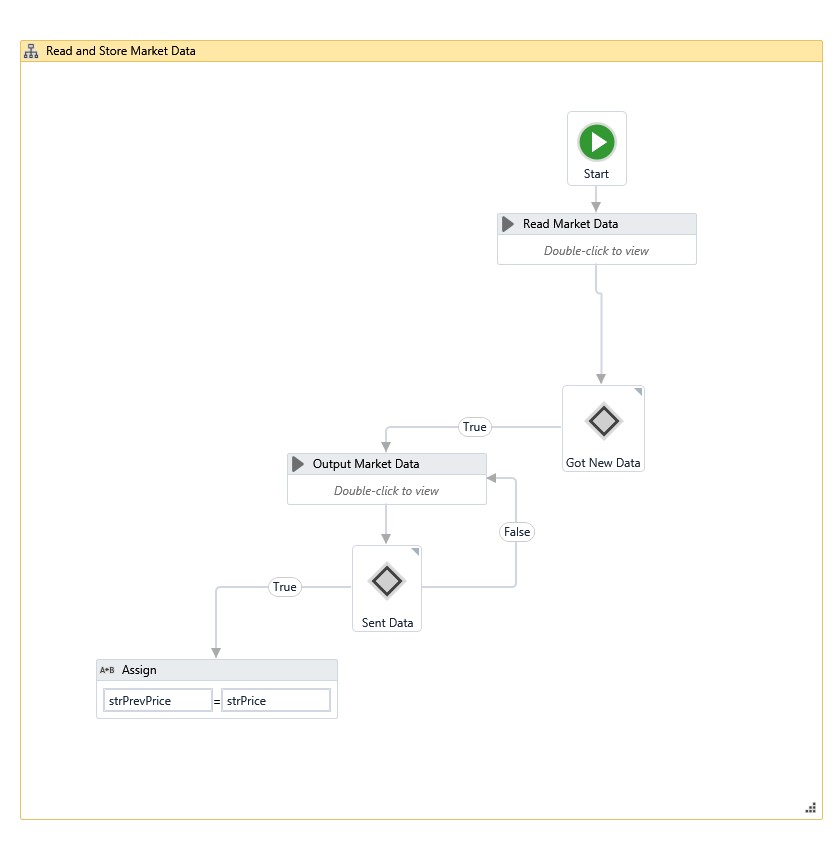 Read and Store Market Data
Start
Read Market Data
Double-click to view
True
Got New Data
Output Market Data
Double-click to view
False
True
Sent Data
A+B Assign
strPrevPrice = strPrice